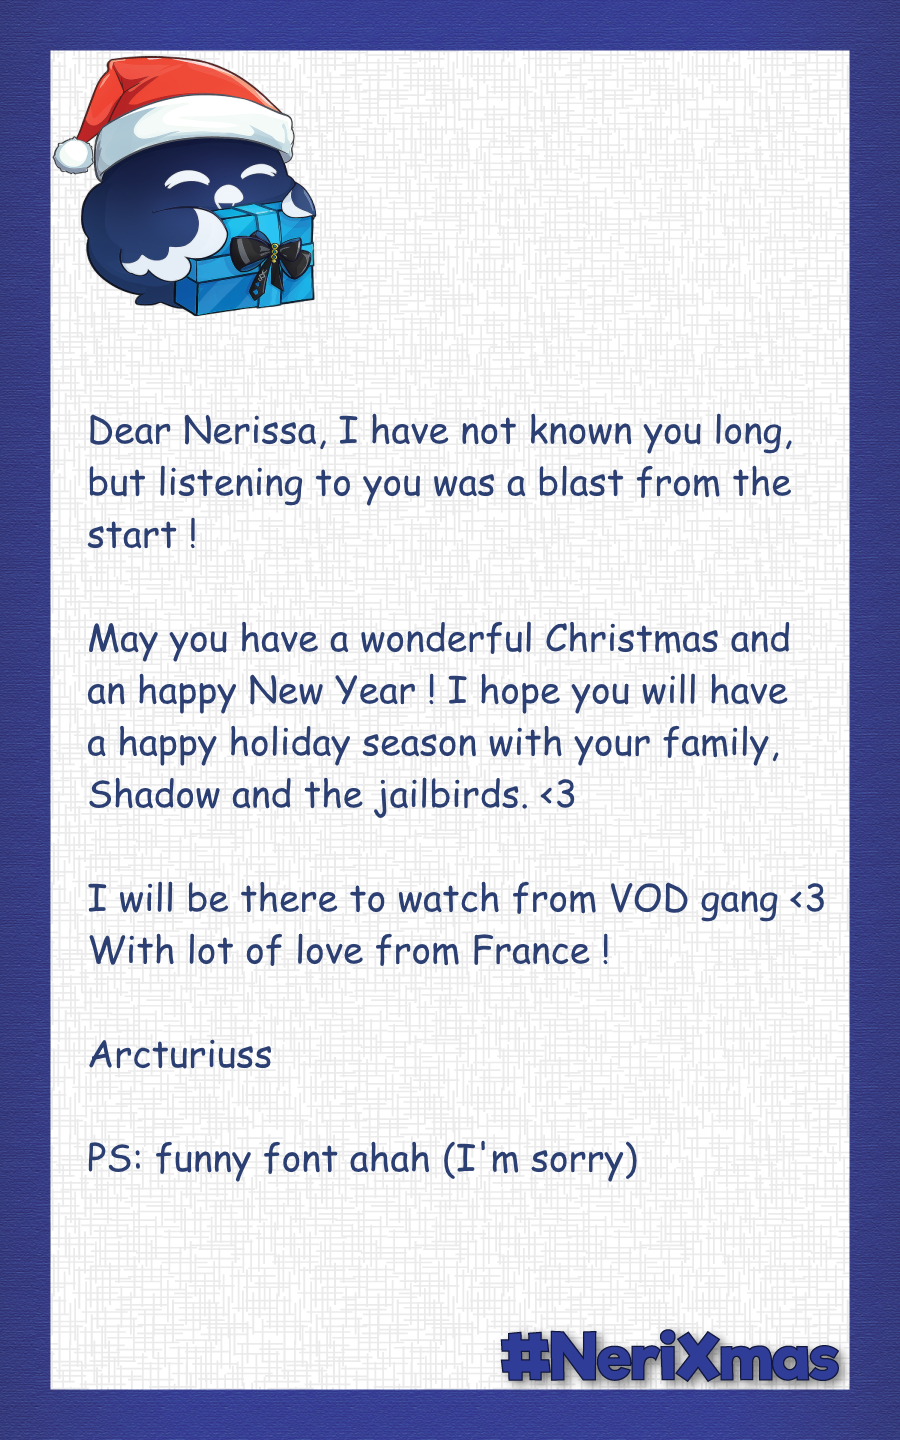 Dear Nerissa, I have not known you long,
but listening to you was a blast from the
start !
May you have a wonderful Christmas and
an happy New Year ! I hope you will have
a happy holiday season with your family,
Shadow and the jailbirds. <3
I will be there to watch from VOD gang <3
With lot of love from France !
Arcturiuss
PS: funny font ahah (I'm sorry)
#NeriXmas